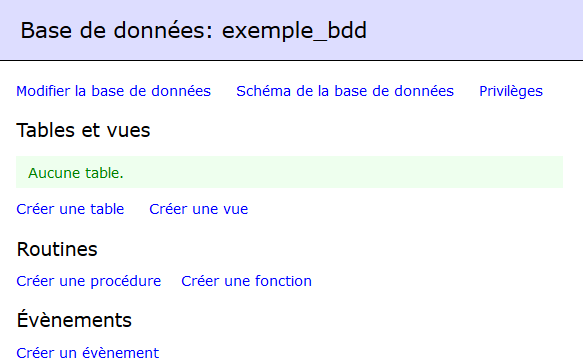 Base de données: exemple_bdd
Modifier la base de données Schéma de la base de données Privilèges
Tables et vues
Aucune table.
Créer une table Créer une vue
Routines
Créer une procédure Créer une fonction
Évènements
Créer un évènement